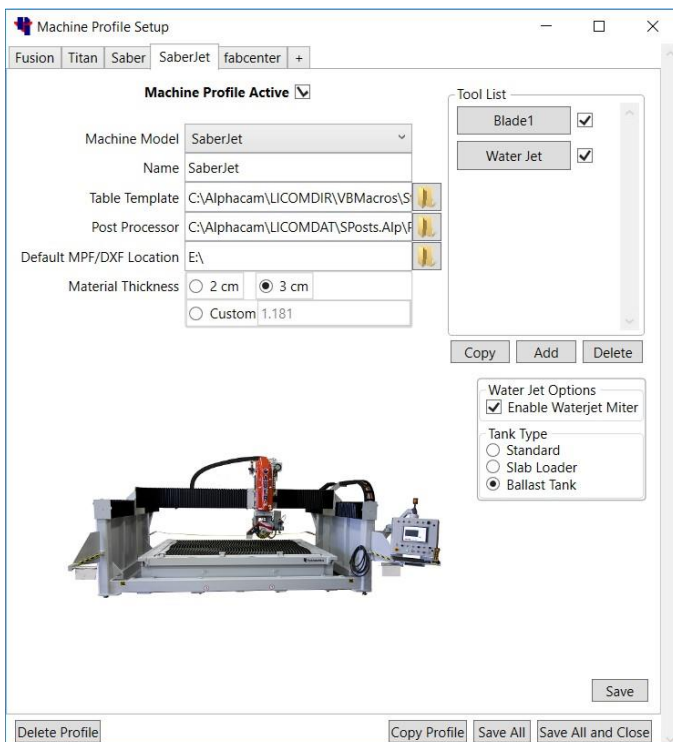 Machine Profile Setup
Fusion Titan Saber SaberJet fabcenter +
Machine Profile Active
Machine Model SaberJet
Name SaberJet
Table Template C:\Alphacam\LICOMDIR\VBMacros\S
Post Processor C:\Alphacam\LICOMDAT\SPosts.Alp\
Default MPF/DXF Location E:\
Material Thickness 2 cm 3 cm
Custom 1.181
Tool List
Blade1
Water Jet
Copy Add Delete
Water Jet Options
Enable Waterjet Miter
Tank Type
Standard
Slab Loader
Ballast Tank
Save
Delete Profile Copy Profile Save All Save All and Close